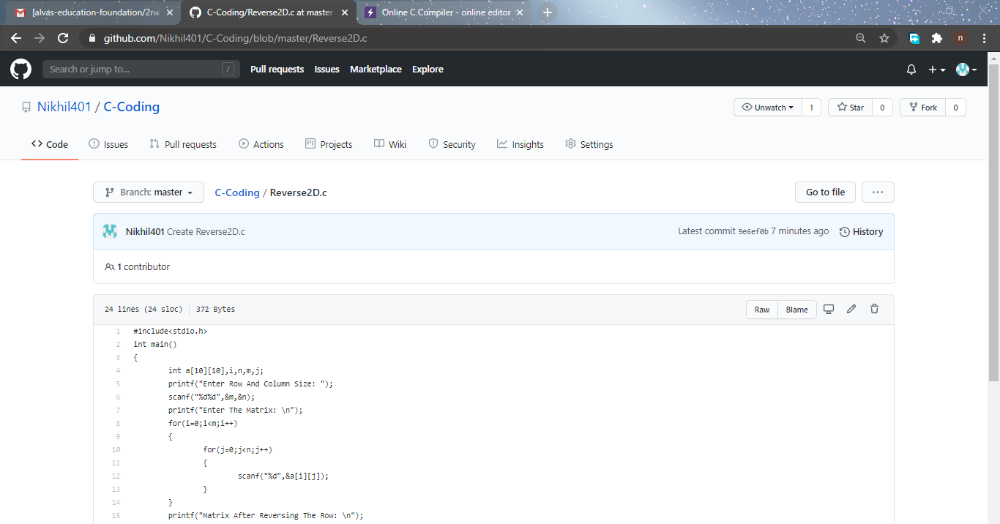 [alvas-education-foundation/2nd
C-Coding/Reverse2D.c at master
Online C Compiler - online editor
github.com/Nikhil401/C-Coding/blob/master/Reverse2D.c
n
Search or jump to... /
Pull requests Issues Marketplace Explore
Nikhil401 / C-Coding
Unwatch 1 Star 0 Fork 0
Code Issues Pull requests Actions Projects Wiki Security Insights Settings
Branch: master C-Coding / Reverse2D.c Go to file ...
Nikhil401 Create Reverse2D.c Latest commit 9e6ef0b 7 minutes ago History
1 contributor
24 lines (24 sloc) 372 Bytes Raw Blame
1 #include<stdio.h>
2 int main()
3 {
4 int a[10][10],i,n,m,j;
5 printf("Enter Row And Column Size: ");
6 scanf("%d%d",&m,&n);
7 printf("Enter The Matrix: \n");
8 for(i=0;i<m;i++)
9 {
10 for(j=0;j<n;j++)
11 {
12 scanf("%d",&a[i][j]);
13 }
14 }
15 printf("Matrix After Reversing The Row: \n");